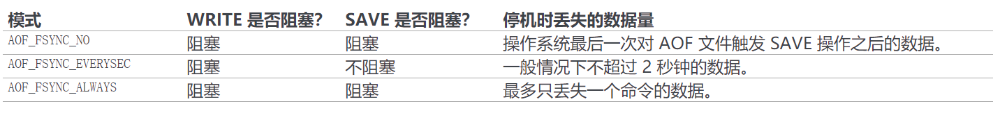 模式 WRITE 是否阻塞？ SAVE 是否阻塞？ 停机时丢失的数据量
AOF_FSYNC_NO 阻塞 阻塞 操作系统最后一次对 AOF 文件触发 SAVE 操作之后的数据。
AOF_FSYNC_EVERYSEC 阻塞 不阻塞 一般情况下不超过 2 秒钟的数据。
AOF_FSYNC_ALWAYS 阻塞 阻塞 最多只丢失一个命令的数据。